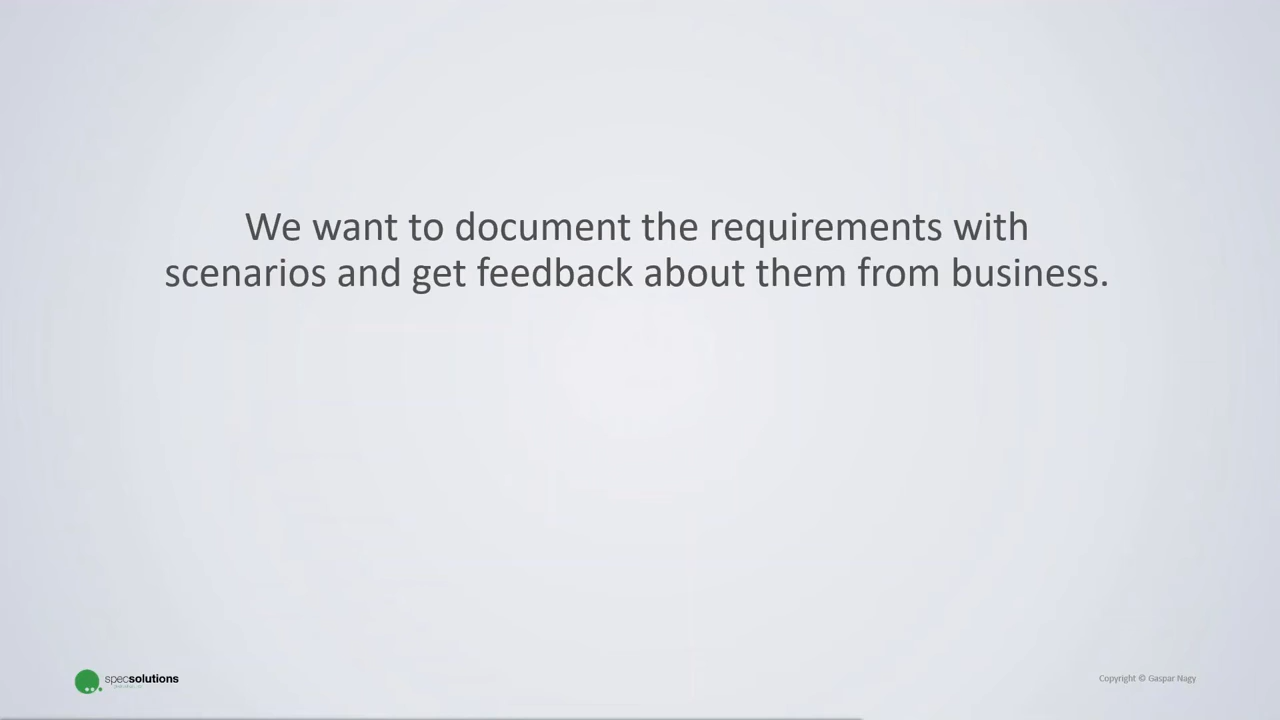 We want to document the requirements with
scenarios and get feedback about them from business.
specsolutions
Copyright © Gaspar Nagy